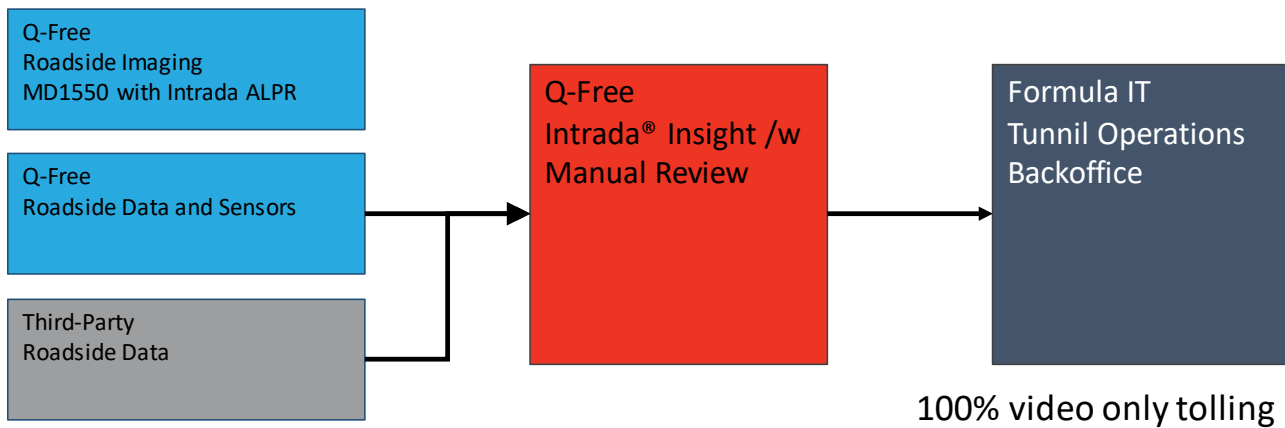 Q-Free
Roadside Imaging
MD1550 with Intrada ALPR
Q-Free
Roadside Data and Sensors
Third-Party
Roadside Data
Q-Free
Intrada® Insight /w
Manual Review
Formula IT
Tunnil Operations
Backoffice
100% video only tolling